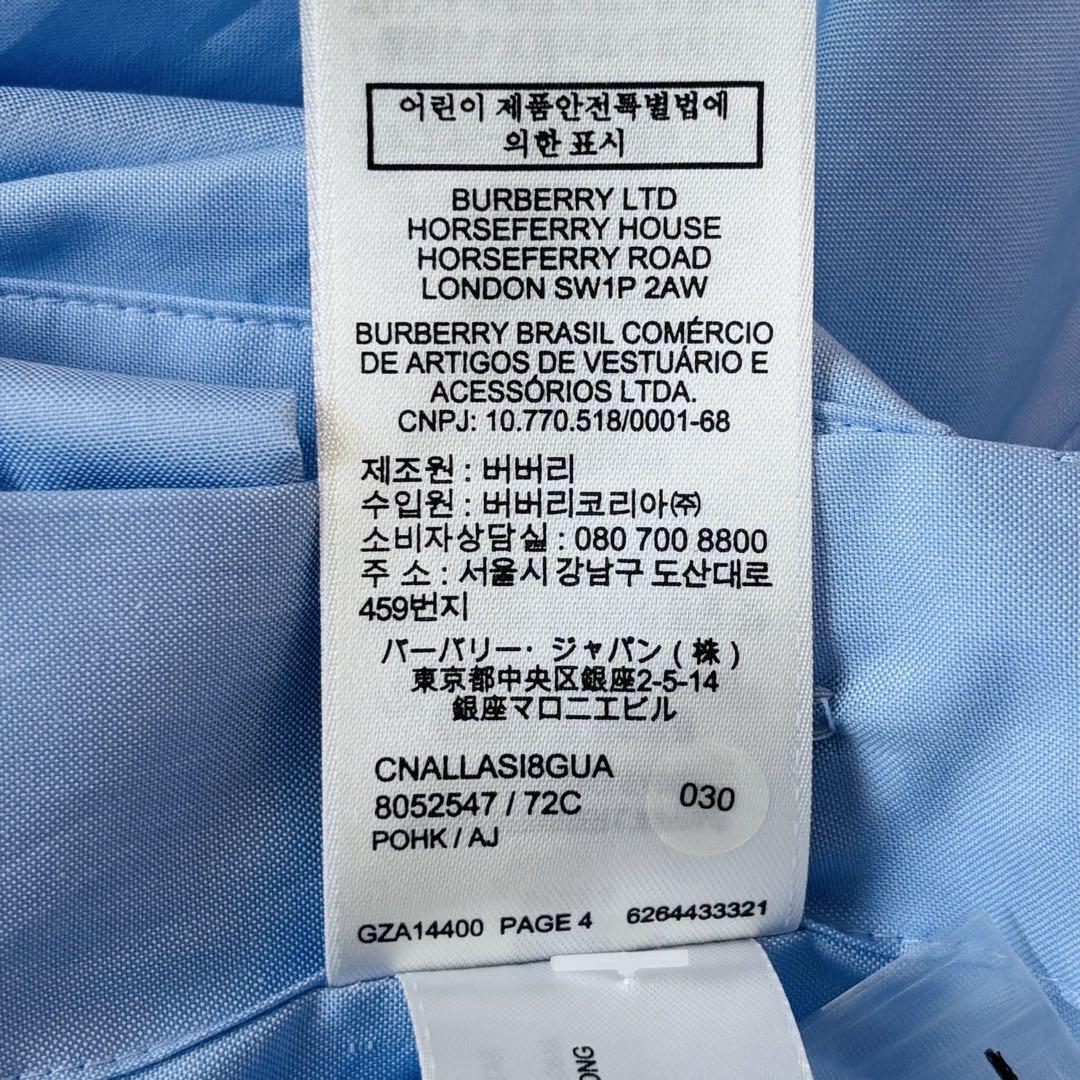 어린이 제품안전특별법에
의한 표시
BURBERRY LTD
HORSEFERRY HOUSE
HORSEFERRY ROAD
LONDON SW1P 2AW
BURBERRY BRASIL COMÉRCIO
DE ARTIGOS DE VESTUÁRIO E
ACESSÓRIOS LTDA.
CNPJ: 10.770.518/0001-68
제조원 : 버버리
수입원 : 버버리코리아㈜
소비자상담실 : 080 700 8800
주 소 : 서울시 강남구 도산대로
459번지
バーバリー・ジャパン ( 株 )
東京都中央区銀座2-5-14
銀座マロニエビル
CNALLASI8GUA
8052547 / 72C
030
POHK / AJ
GZA14400 PAGE 4 6264433321